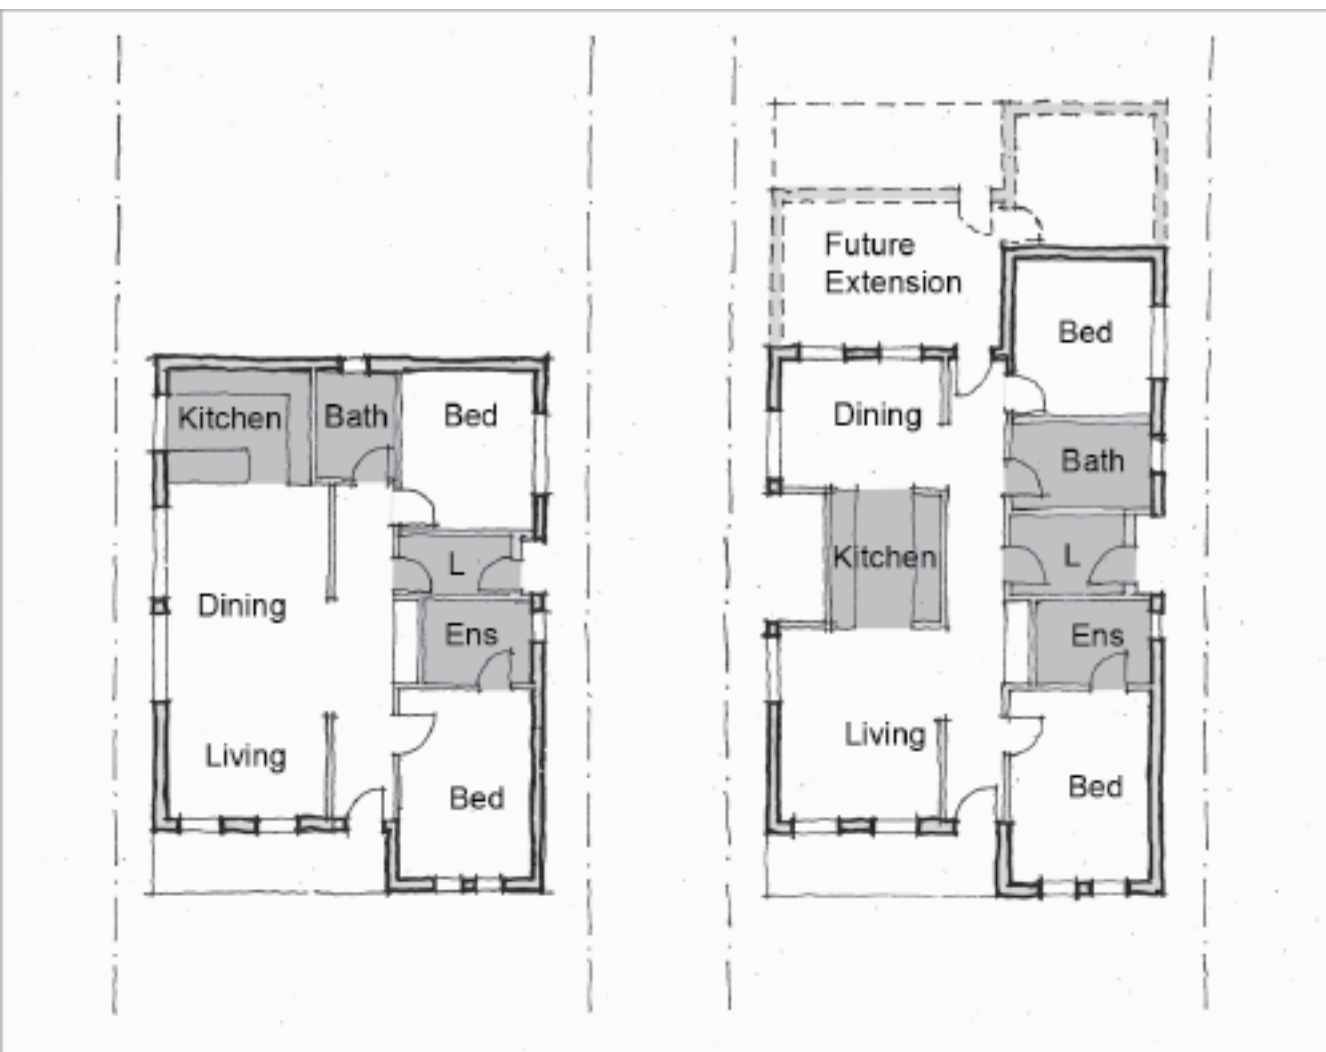 Kitchen
Bath
Bed
L
Dining
Ens
Living
Bed
Future
Extension
Bed
Dining
Bath
Kitchen
L
Ens
Living
Bed